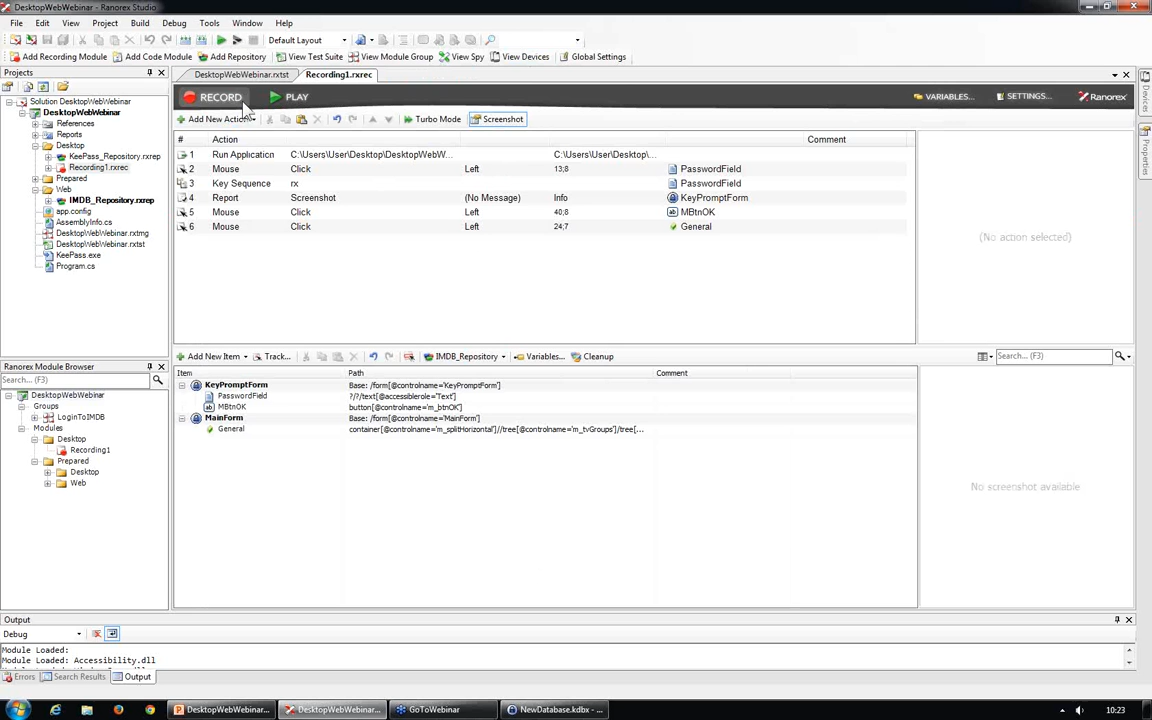 DesktopWebWebinar - Ranorex Studio
File Edit View Project Build Debug Tools Window Help
Default Layout
Add Recording Module Add Code Module Add Repository View Test Suite View Module Group View Spy View Devices Global Settings
Projects
DesktopWebWebinar.rxtst Recording1.rxrec
Solution DesktopWebWebinar
DesktopWebWebinar
References
Reports
Desktop
KeePass_Repository.rxrep
Recording1.rxrec
Prepared
Web
IMDB_Repository.rxrep
app.config
AssemblyInfo.cs
DesktopWebWebinar.rxtmg
DesktopWebWebinar.rxtst
KeePass.exe
Program.cs
RECORD PLAY VARIABLES... SETTINGS... Ranorex
Add New Action Turbo Mode Screenshot
# Action Comment
1 Run Application C:\Users\User\Desktop\DesktopWebW... C:\Users\User\Desktop\...
2 Mouse Click Left 13;8 PasswordField
3 Key Sequence rx PasswordField
4 Report Screenshot (No Message) Info KeyPromptForm
5 Mouse Click Left 40;8 MBtnOK
6 Mouse Click Left 24;7 General
(No action selected)
Devices
Properties
Add New Item Track... IMDB_Repository Variables... Cleanup Search... (F3)
Item Path Comment
KeyPromptForm Base: /form[@controlname='KeyPromptForm']
PasswordField ?/?/text[@accessiblerole='Text']
MBtnOK button[@controlname='m_btnOK']
MainForm Base: /form[@controlname='MainForm']
General container[@controlname='m_splitHorizontal']//tree[@controlname='m_tvGroups']/tree[...
No screenshot available
Ranorex Module Browser
Search... (F3)
DesktopWebWebinar
Groups
LoginToIMDB
Modules
Desktop
Recording1
Prepared
Desktop
Web
Output
Debug
Module Loaded:
Module Loaded: Accessibility.dll
Errors Search Results Output
DesktopWebWebinar... DesktopWebWebinar... GoToWebinar NewDatabase.kdbx - ... 10:23